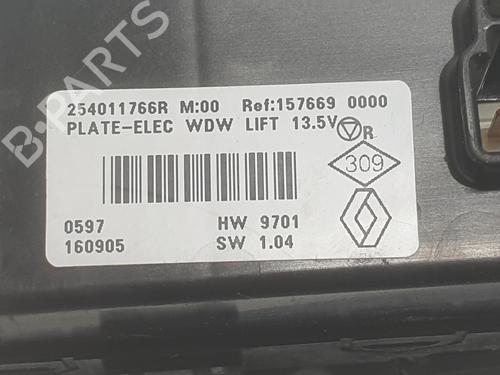 254011766R M:00 Ref:157669 0000
PLATE-ELEC WDW LIFT 13.5V R
309
0597 HW 9701
160905 SW 1.04